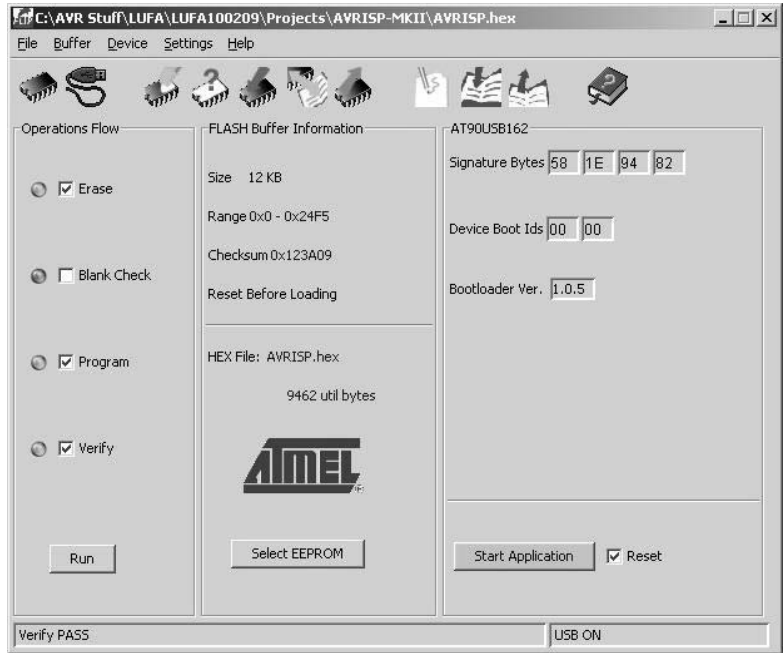 C:\AVR Stuff\LUFA\LUFA100209\Projects\AVRISP-MKII\AVRISP.hex
File Buffer Device Settings Help
Operations Flow
Erase
Blank Check
Program
Verify
Run
FLASH Buffer Information
Size 12 KB
Range 0x0 - 0x24F5
Checksum 0x123A09
Reset Before Loading
HEX File: AVRISP.hex
9462 util bytes
ATMEL
Select EEPROM
AT90USB162
Signature Bytes 58 1E 94 82
Device Boot Ids 00 00
Bootloader Ver. 1.0.5
Start Application Reset
Verify PASS
USB ON